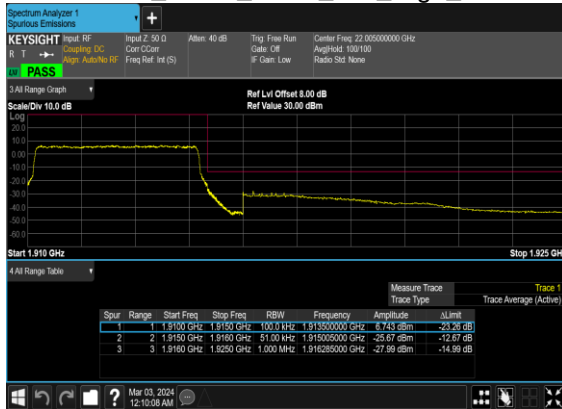 Spectrum Analyzer 1
Spurious Emissions
KEYSIGHT
Input: RF
Coupling: DC
Align: Auto/No RF
Input Z: 50 Ω
Corr CCorr
Freq Ref: Int (S)
Atten: 40 dB
Trig: Free Run
Gate: Off
IF Gain: Low
Center Freq: 22.005000000 GHz
Avg|Hold: 100/100
Radio Std: None
R T
PASS
3 All Range Graph
Ref Lvl Offset 8.00 dB
Scale/Div 10.0 dB
Ref Value 30.00 dBm
Log
20.0
10.0
0.00
-10.0
-20.0
-30.0
-40.0
-50.0
-60.0
Start 1.910 GHz
Stop 1.925 GH
4 All Range Table
Measure Trace Trace 1
Trace Type Trace Average (Active)
Spur Range Start Freq Stop Freq RBW Frequency Amplitude ΔLimit
1 1 1.9100 GHz 1.9150 GHz 100.0 kHz 1.913500000 GHz 6.743 dBm -23.26 dB
2 2 1.9150 GHz 1.9160 GHz 51.00 kHz 1.915005000 GHz -25.67 dBm -12.67 dB
3 3 1.9160 GHz 1.9250 GHz 1.000 MHz 1.916285000 GHz -27.99 dBm -14.99 dB
Mar 03, 2024
12:10:08 AM